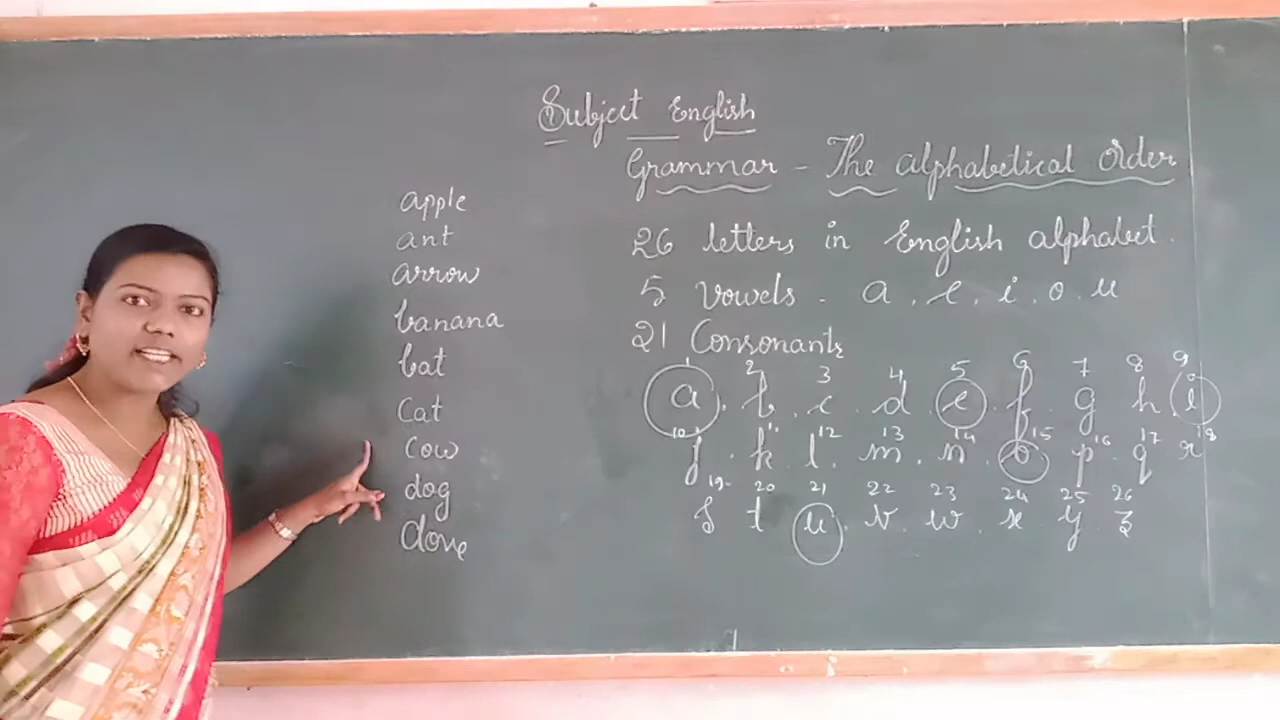 Subject English
Grammar - The alphabetical Order
apple
ant
arrow
banana
bat
Cat
Cow
dog
dove
26 letters in English alphabet.
5 Vowels - a, e, i, o, u
21 Consonants
1 2 3 4 5 6 7 8 9
a, b, c, d, e, f, g, h, i
10 11 12 13 14 15 16 17 18
j, k, l, m, n, o, p, q, r
19 20 21 22 23 24 25 26
s t u, v, w, x, y, z